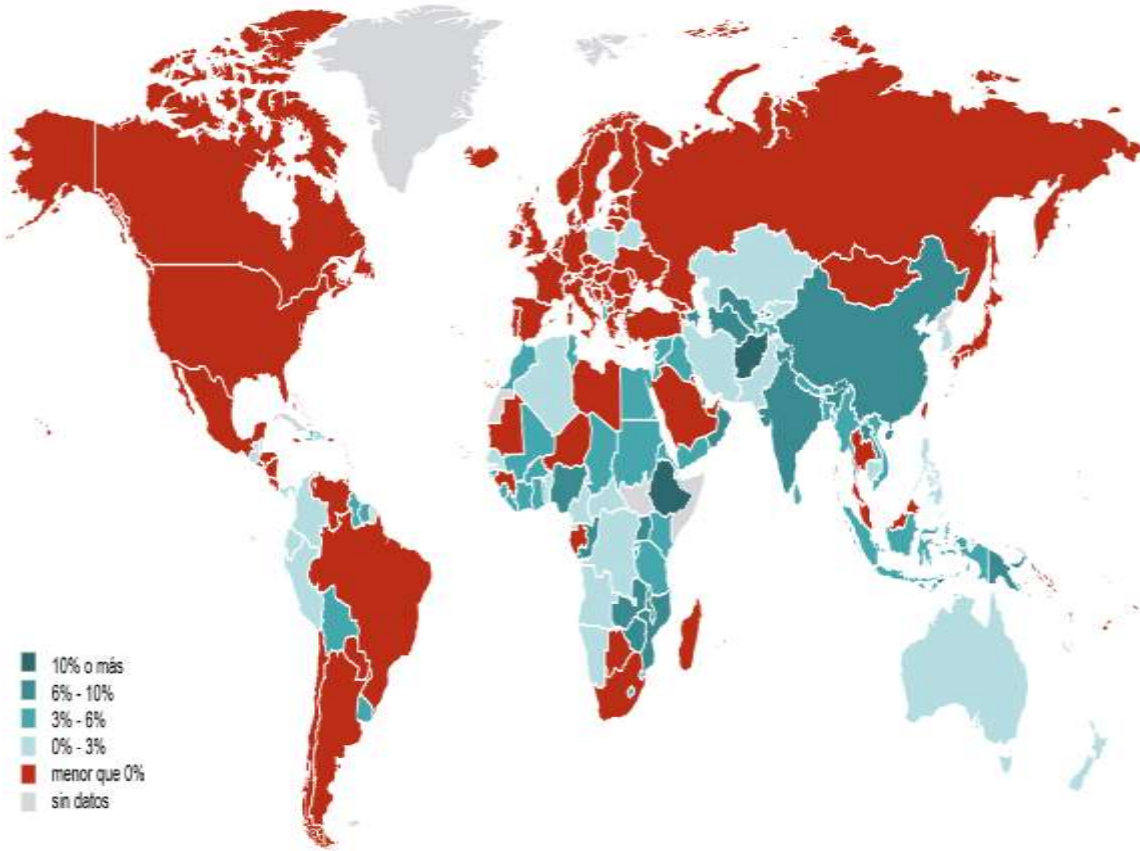 10% o más
6% - 10%
3% - 6%
0% - 3%
menor que 0%
sin datos